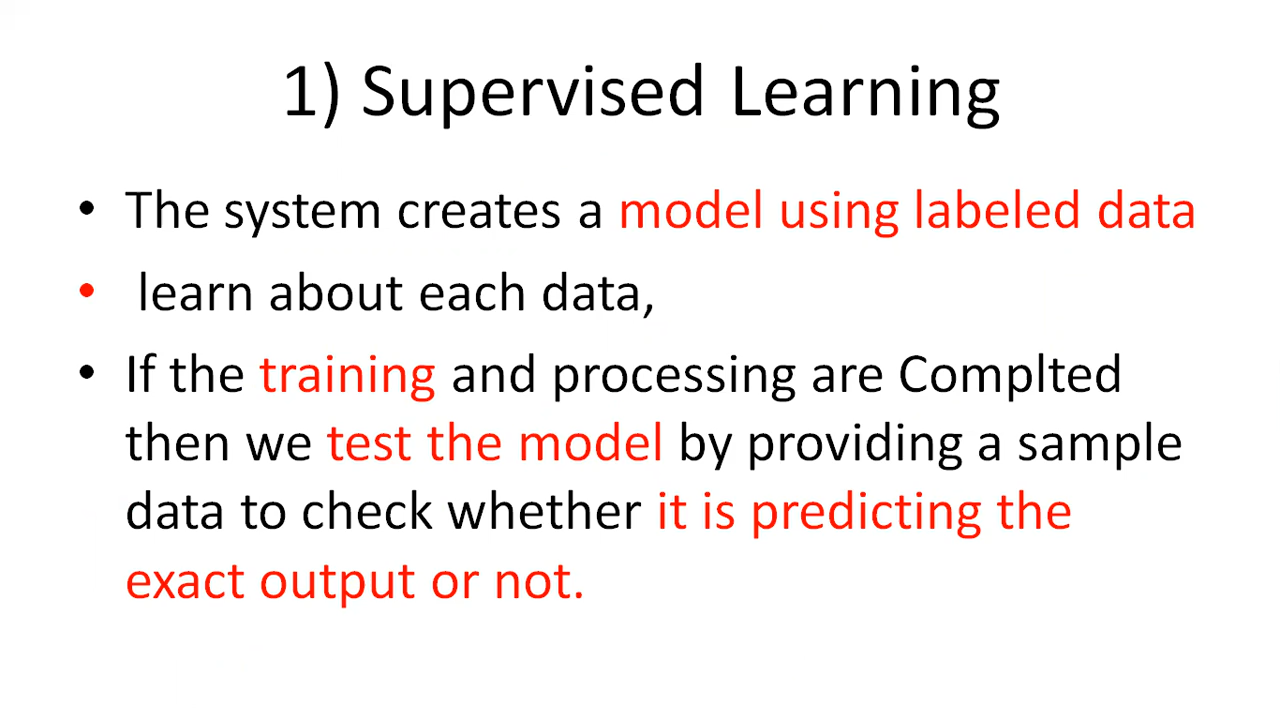 1) Supervised Learning
• The system creates a model using labeled data
• learn about each data,
• If the training and processing are Complted
then we test the model by providing a sample
data to check whether it is predicting the
exact output or not.